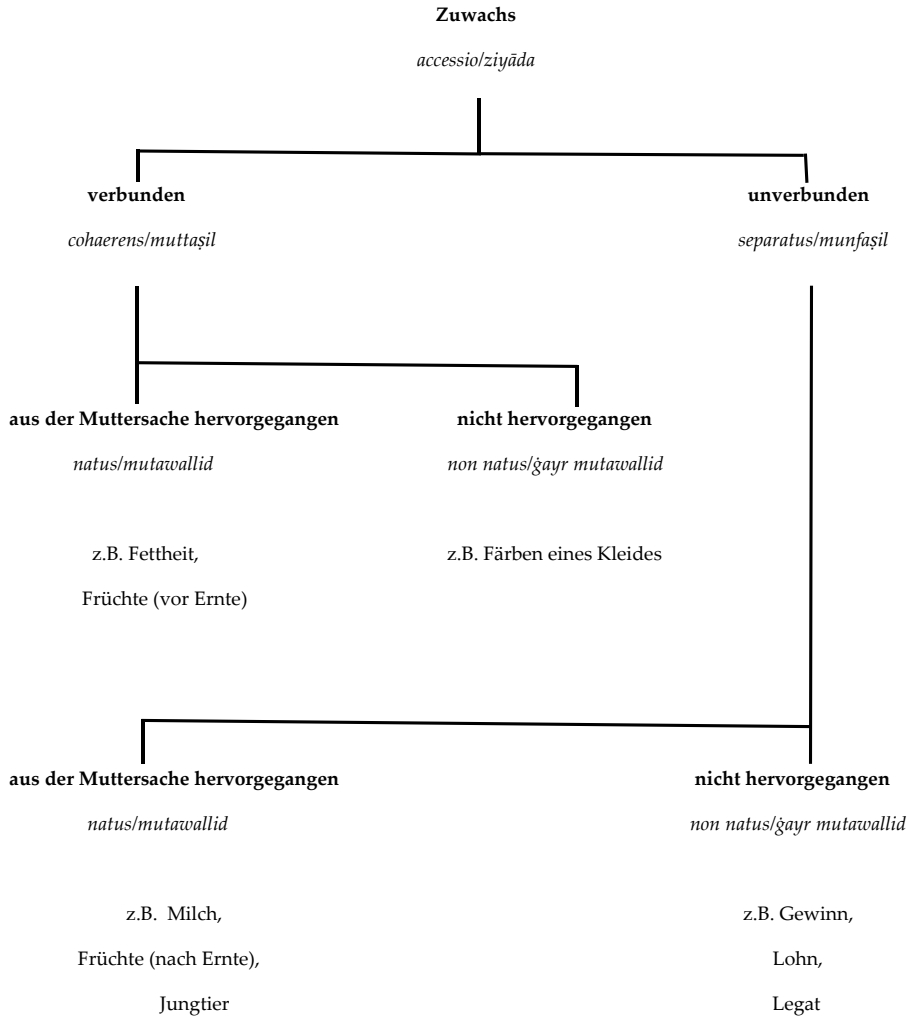 Zuwachs
accessio/ziyāda
verbunden
cohaerens/muttaṣil
unverbunden
separatus/munfaṣil
aus der Muttersache hervorgegangen
natus/mutawallid
z.B. Fettheit,
Früchte (vor Ernte)
nicht hervorgegangen
non natus/ġayr mutawallid
z.B. Färben eines Kleides
aus der Muttersache hervorgegangen
natus/mutawallid
z.B. Milch,
Früchte (nach Ernte),
Jungtier
nicht hervorgegangen
non natus/ġayr mutawallid
z.B. Gewinn,
Lohn,
Legat